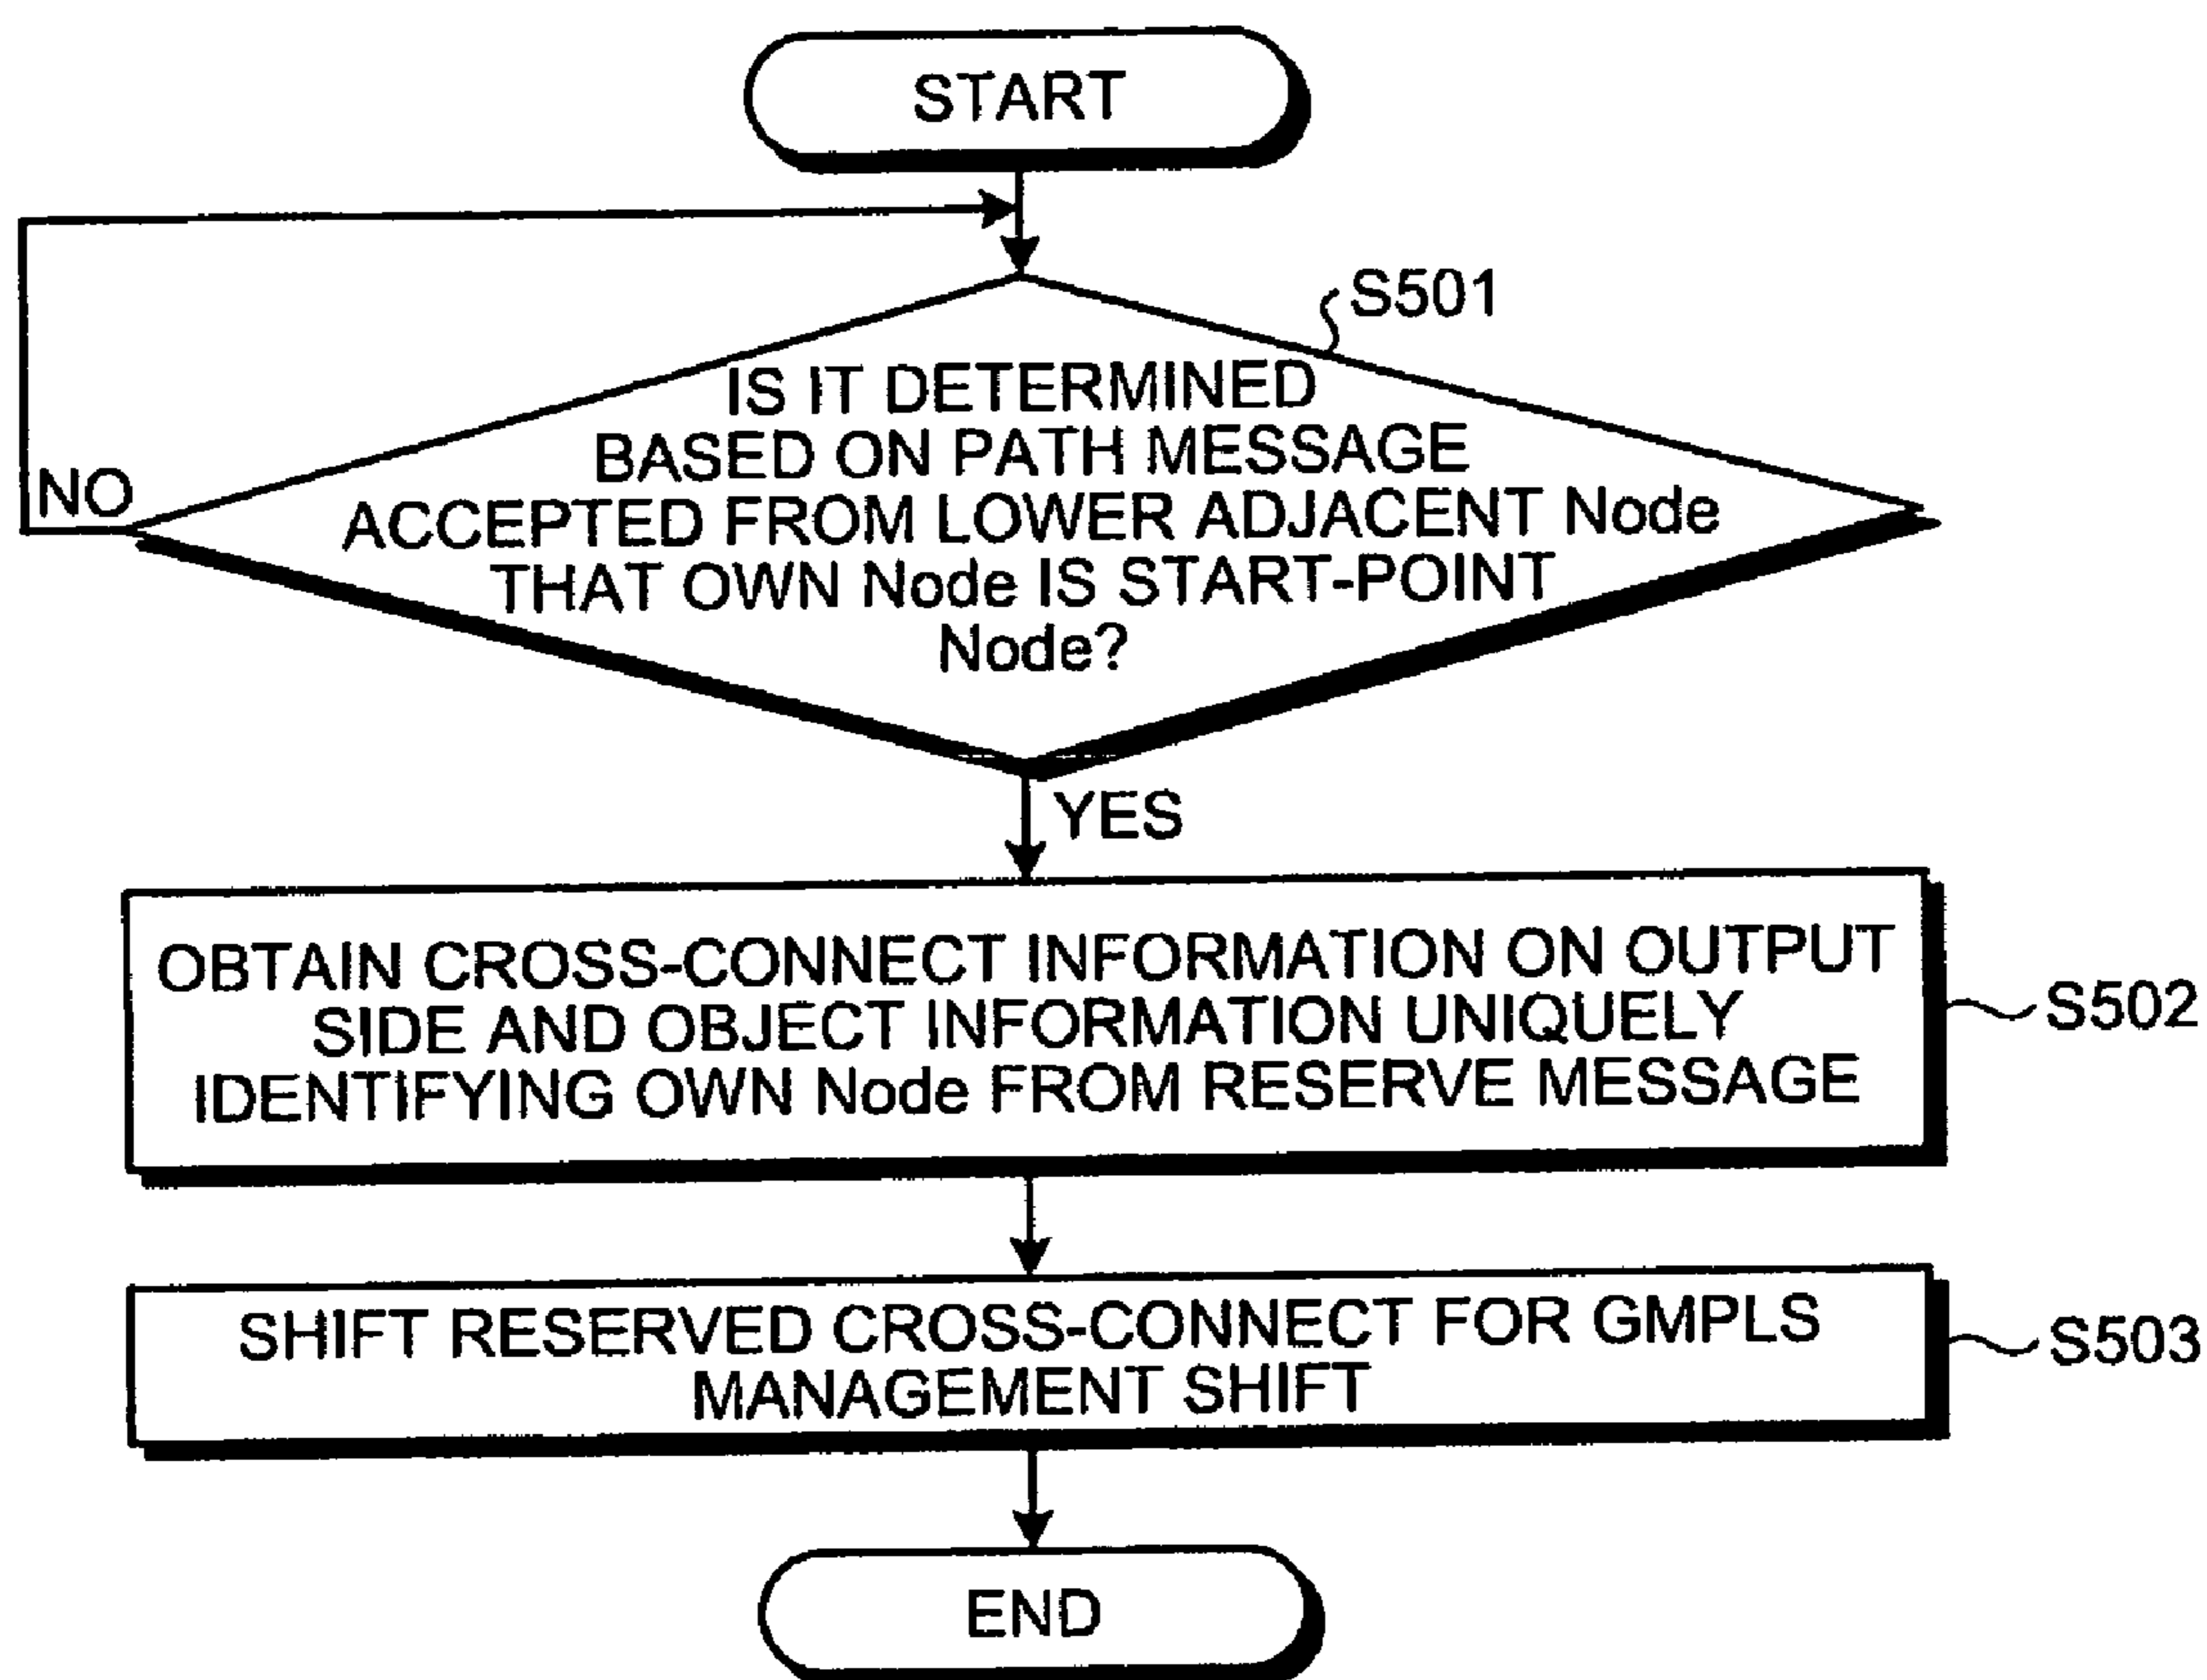 START
S501
IS IT DETERMINED
BASED ON PATH MESSAGE
ACCEPTED FROM LOWER ADJACENT Node
THAT OWN Node IS START-POINT
Node?
NO
YES
OBTAIN CROSS-CONNECT INFORMATION ON OUTPUT
SIDE AND OBJECT INFORMATION UNIQUELY
IDENTIFYING OWN Node FROM RESERVE MESSAGE
S502
SHIFT RESERVED CROSS-CONNECT FOR GMPLS
MANAGEMENT SHIFT
S503
END